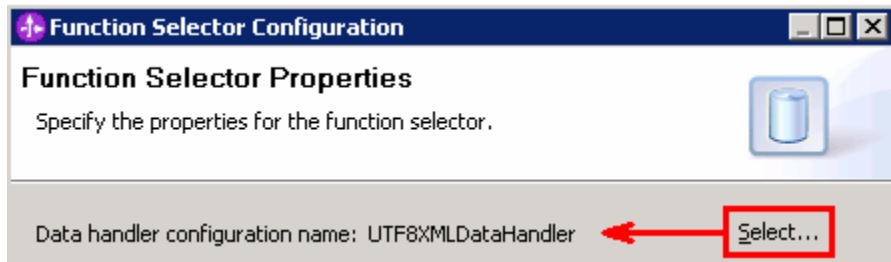 Function Selector Configuration
Function Selector Properties
Specify the properties for the function selector.
Data handler configuration name: UTF8XMLDataHandler Select...